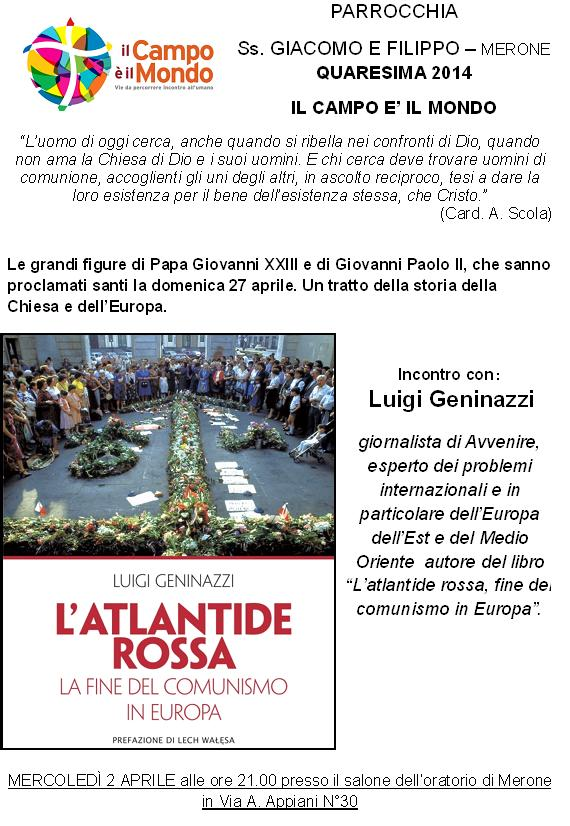 il Campo
è il Mondo
Vie da percorrere incontro all'umano
PARROCCHIA
Ss. GIACOMO E FILIPPO – MERONE
QUARESIMA 2014
IL CAMPO E' IL MONDO
"L'uomo di oggi cerca, anche quando si ribella nei confronti di Dio, quando
non ama la Chiesa di Dio e i suoi uomini. E chi cerca deve trovare uomini di
comunione, accoglienti gli uni degli altri, in ascolto reciproco, tesi a dare la
loro esistenza per il bene dell'esistenza stessa, che Cristo."
(Card. A. Scola)
Le grandi figure di Papa Giovanni XXIII e di Giovanni Paolo II, che sanno
proclamati santi la domenica 27 aprile. Un tratto della storia della
Chiesa e dell'Europa.
Incontro con:
Luigi Geninazzi
giornalista di Avvenire,
esperto dei problemi
internazionali e in
particolare dell'Europa
dell'Est e del Medio
Oriente autore del libro
"L'atlantide rossa, fine del
comunismo in Europa".
LUIGI GENINAZZI
L'ATLANTIDE
ROSSA
LA FINE DEL COMUNISMO
IN EUROPA
PREFAZIONE DI LECH WAŁĘSA
MERCOLEDÌ 2 APRILE alle ore 21.00 presso il salone dell'oratorio di Merone
in Via A. Appiani N°30